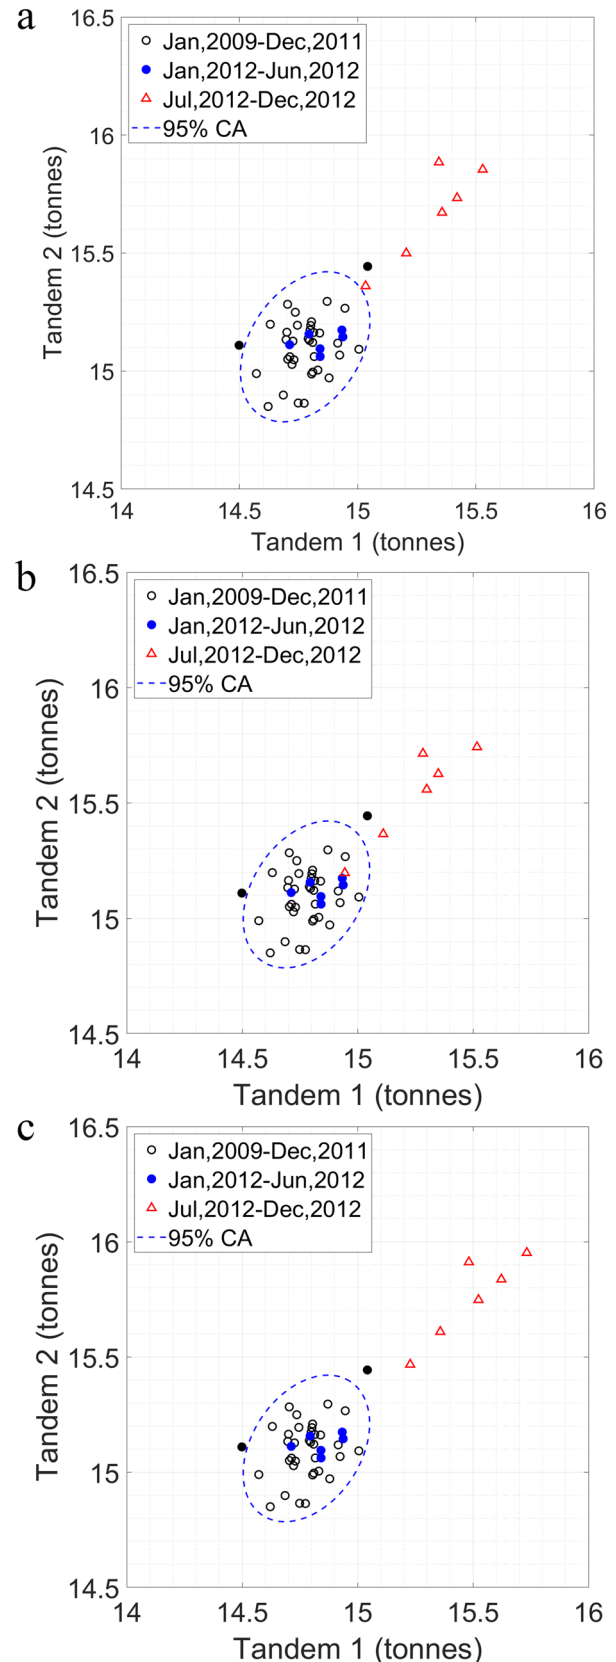 a
16.5
16
15.5
15
14.5
Tandem 2 (tonnes)
Jan,2009-Dec,2011
Jan,2012-Jun,2012
Jul,2012-Dec,2012
95% CA
14
14.5
15
15.5
16
Tandem 1 (tonnes)
b
16.5
16
15.5
15
14.5
Tandem 2 (tonnes)
Jan,2009-Dec,2011
Jan,2012-Jun,2012
Jul,2012-Dec,2012
95% CA
14
14.5
15
15.5
16
Tandem 1 (tonnes)
c
16.5
16
15.5
15
14.5
Tandem 2 (tonnes)
Jan,2009-Dec,2011
Jan,2012-Jun,2012
Jul,2012-Dec,2012
95% CA
14
14.5
15
15.5
16
Tandem 1 (tonnes)